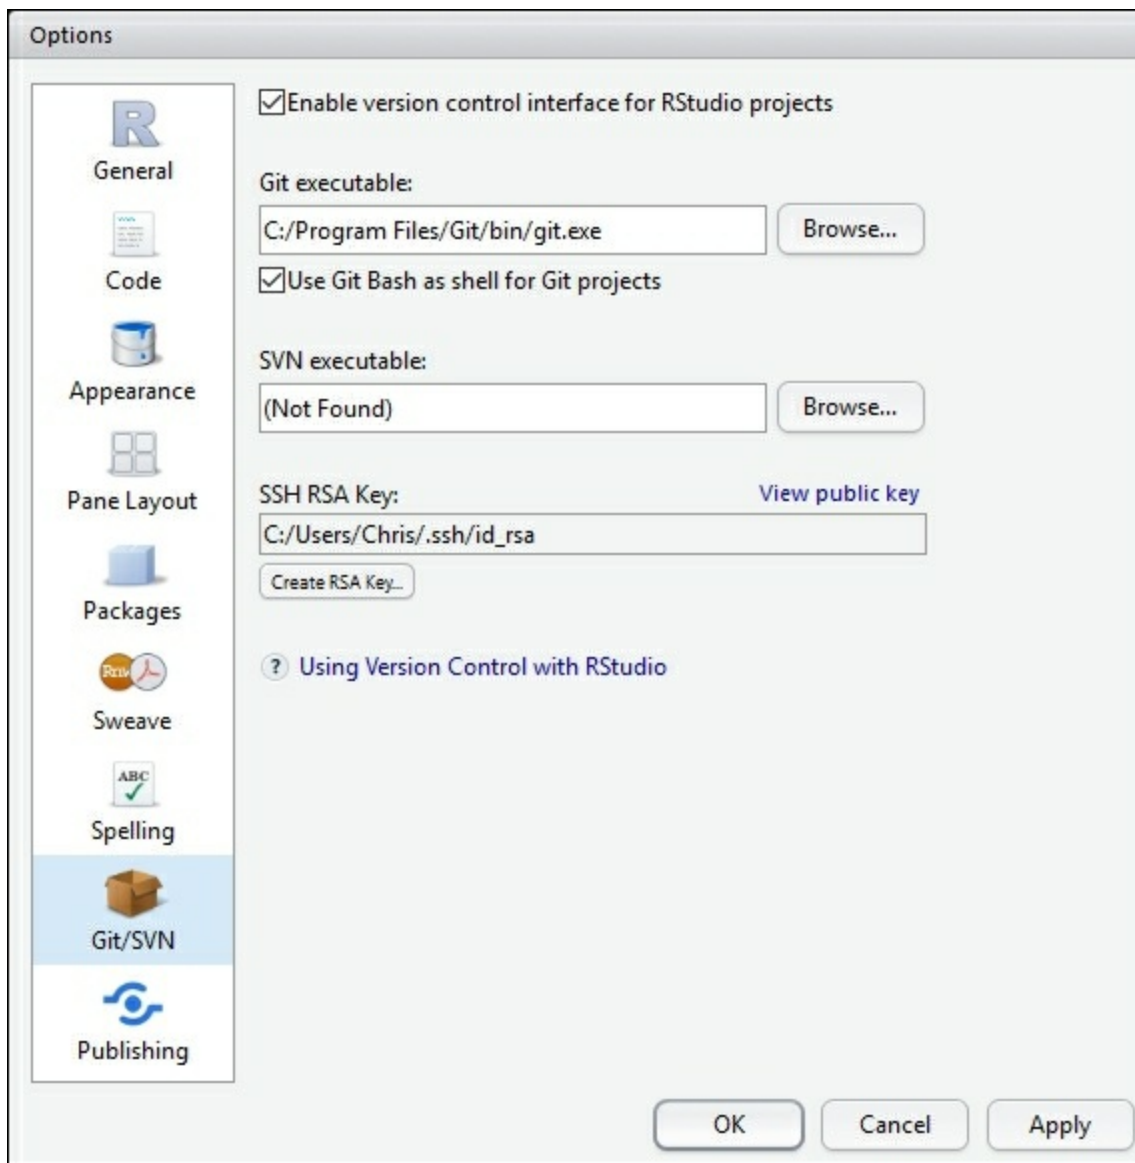 Options
R
General
Code
Appearance
Pane Layout
Packages
Rnw
Sweave
ABC
Spelling
Git/SVN
Publishing
Enable version control interface for RStudio projects
Git executable:
C:/Program Files/Git/bin/git.exe
Browse...
Use Git Bash as shell for Git projects
SVN executable:
(Not Found)
Browse...
SSH RSA Key:
View public key
C:/Users/Chris/.ssh/id_rsa
Create RSA Key...
? Using Version Control with RStudio
OK
Cancel
Apply